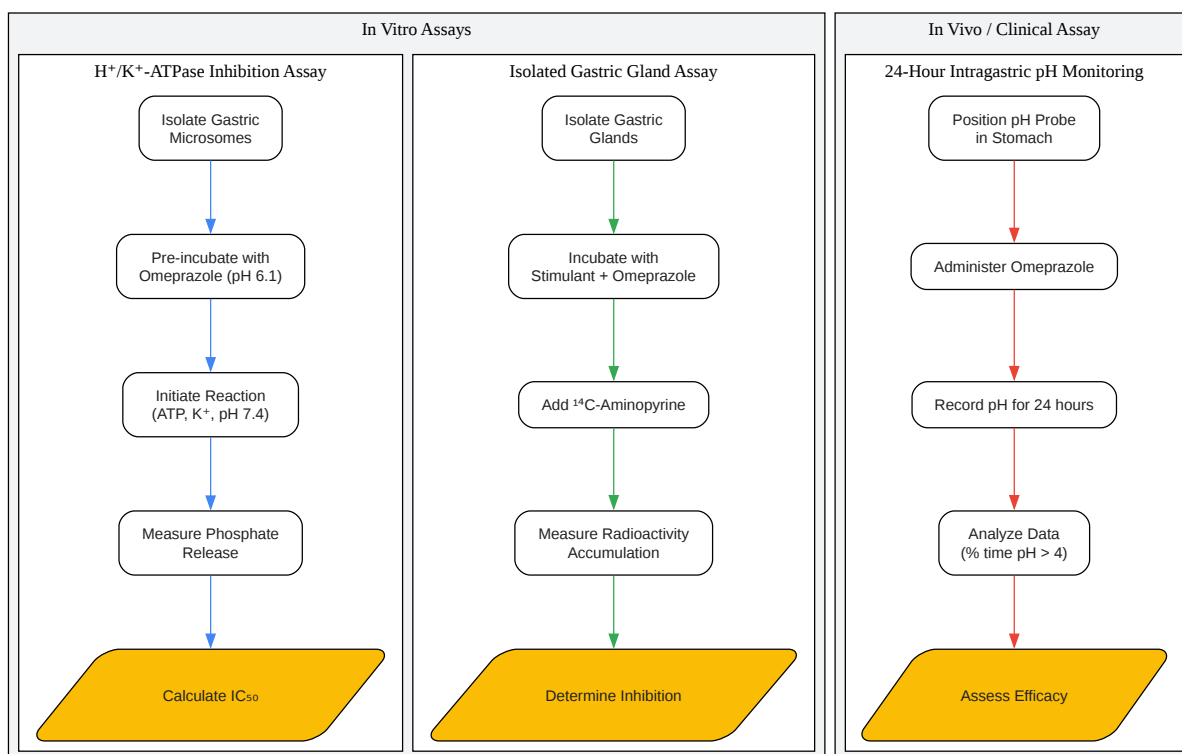 In Vitro Assays
H⁺/K⁺-ATPase Inhibition Assay
Isolate Gastric
Microsomes
Pre-incubate with
Omeprazole (pH 6.1)
Initiate Reaction
(ATP, K⁺, pH 7.4)
Measure Phosphate
Release
Calculate IC₅₀
Isolated Gastric Gland Assay
Isolate Gastric
Glands
Incubate with
Stimulant + Omeprazole
Add ¹⁴C-Aminopyrine
Measure Radioactivity
Accumulation
Determine Inhibition
In Vivo / Clinical Assay
24-Hour Intragastric pH Monitoring
Position pH Probe
in Stomach
Administer Omeprazole
Record pH for 24 hours
Analyze Data
(% time pH > 4)
Assess Efficacy